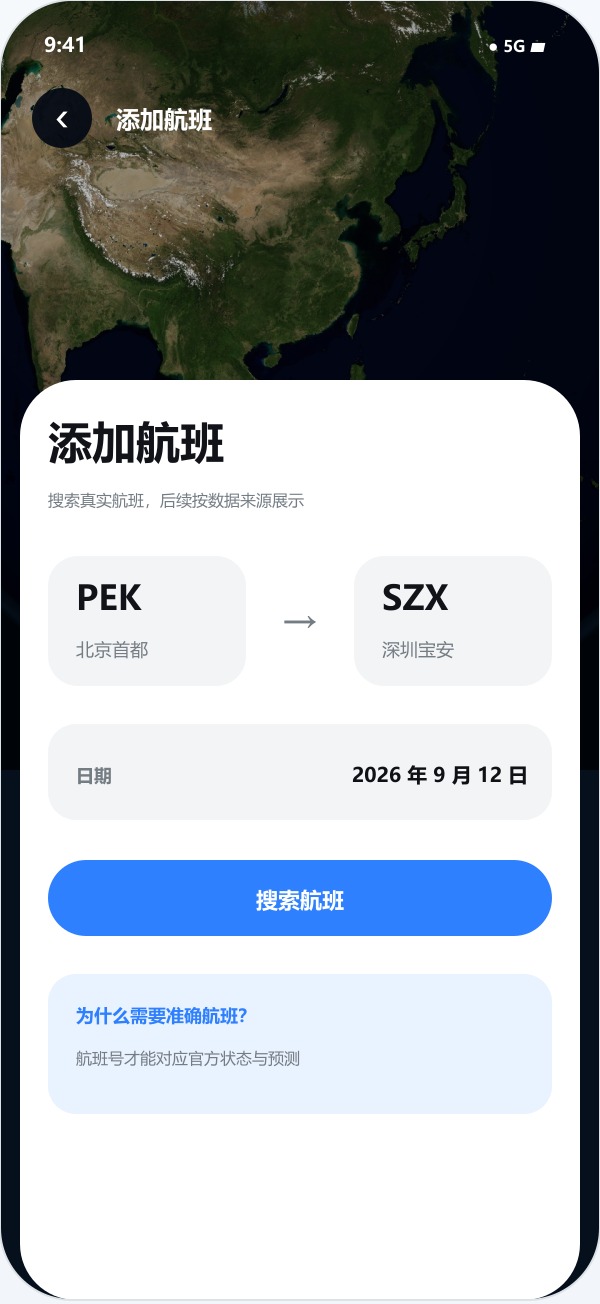 9:41
5G
添加航班
添加航班
搜索真实航班，后续按数据来源展示
PEK
北京首都
→
SZX
深圳宝安
日期
2026 年 9 月 12 日
搜索航班
为什么需要准确航班？
航班号才能对应官方状态与预测